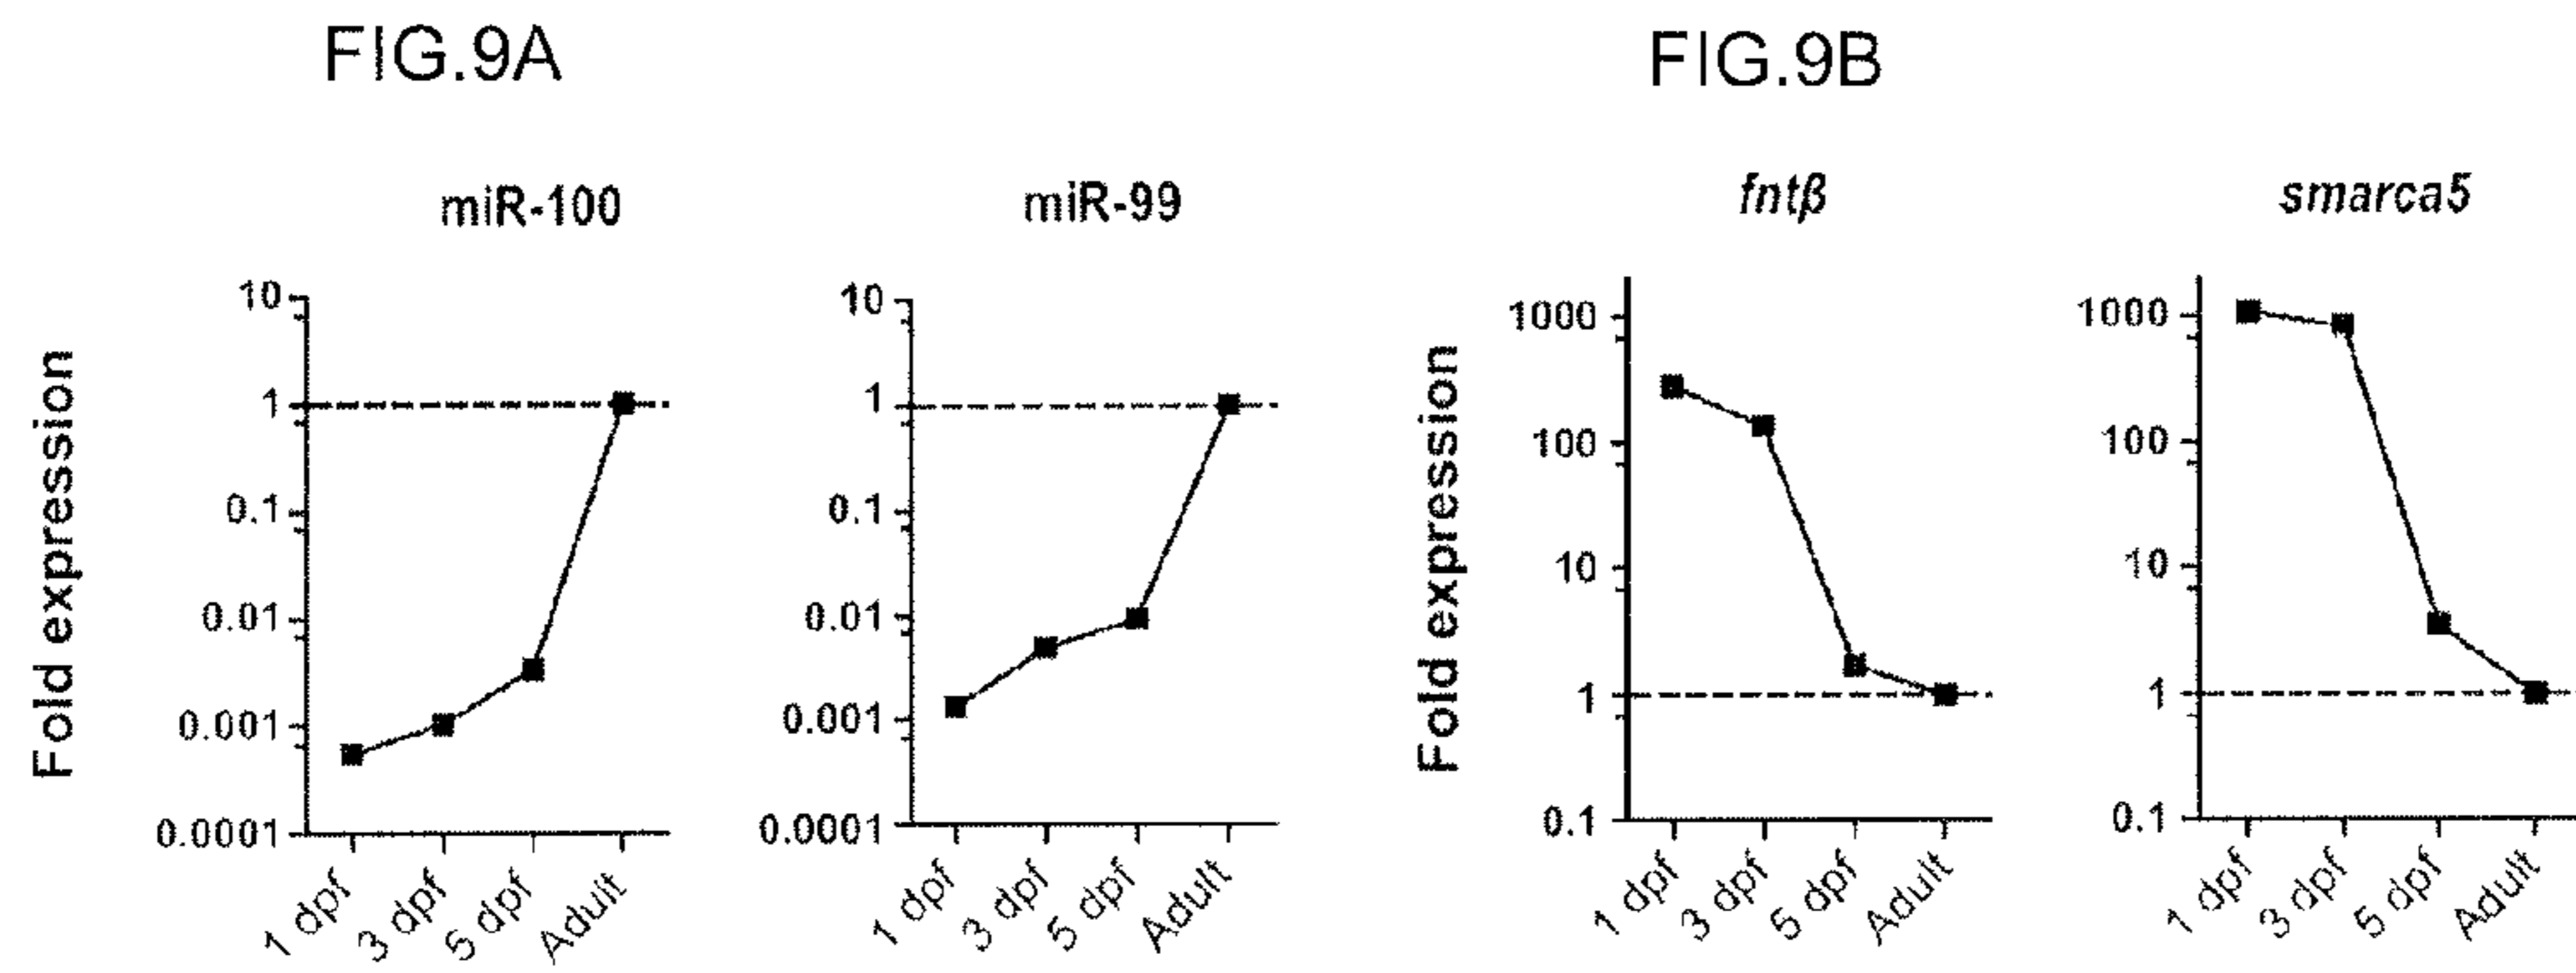 FIG.9A
miR-100
Fold expression
10
1
0.1
0.01
0.001
0.0001
1 dpf
3 dpf
5 dpf
Adult
miR-99
10
1
0.1
0.01
0.001
0.0001
1 dpf
3 dpf
5 dpf
Adult
FIG.9B
fntβ
Fold expression
1000
100
10
1
0.1
1 dpf
3 dpf
5 dpf
Adult
smarca5
1000
100
10
1
0.1
1 dpf
3 dpf
5 dpf
Adult